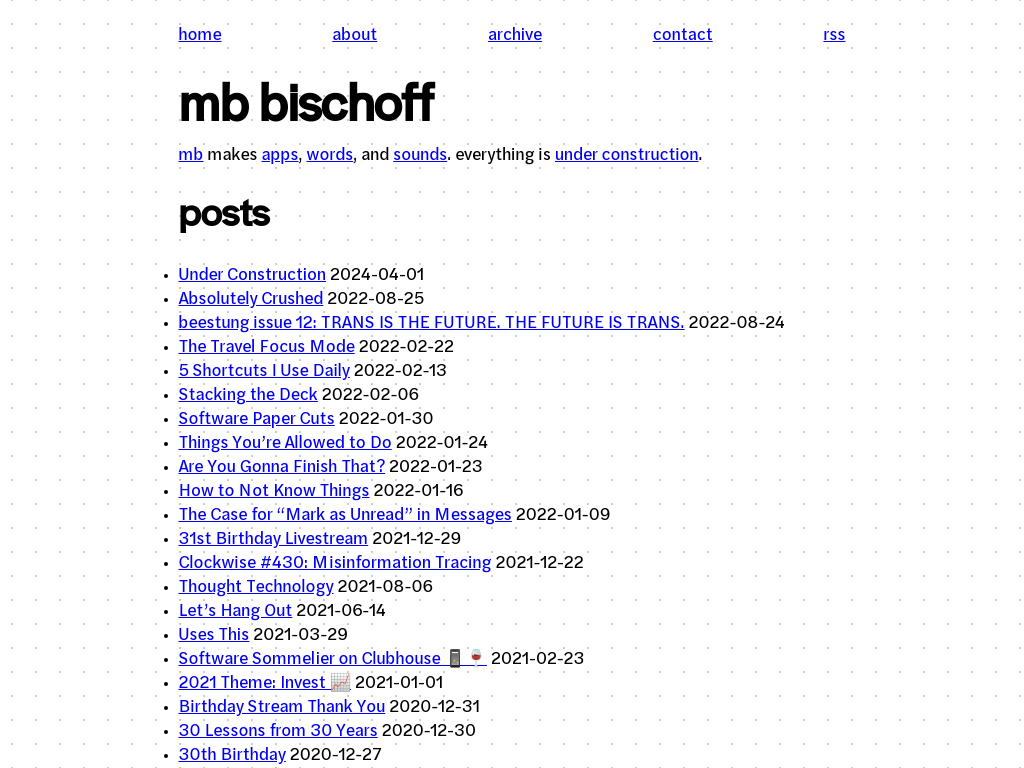 home about archive contact rss
mb bischoff
mb makes apps, words, and sounds. everything is under construction.
posts
Under Construction 2024-04-01
Absolutely Crushed 2022-08-25
beestung issue 12: TRANS IS THE FUTURE. THE FUTURE IS TRANS. 2022-08-24
The Travel Focus Mode 2022-02-22
5 Shortcuts I Use Daily 2022-02-13
Stacking the Deck 2022-02-06
Software Paper Cuts 2022-01-30
Things You’re Allowed to Do 2022-01-24
Are You Gonna Finish That? 2022-01-23
How to Not Know Things 2022-01-16
The Case for “Mark as Unread” in Messages 2022-01-09
31st Birthday Livestream 2021-12-29
Clockwise #430: Misinformation Tracing 2021-12-22
Thought Technology 2021-08-06
Let’s Hang Out 2021-06-14
Uses This 2021-03-29
Software Sommelier on Clubhouse 📱🍷 2021-02-23
2021 Theme: Invest 📈 2021-01-01
Birthday Stream Thank You 2020-12-31
30 Lessons from 30 Years 2020-12-30
30th Birthday 2020-12-27